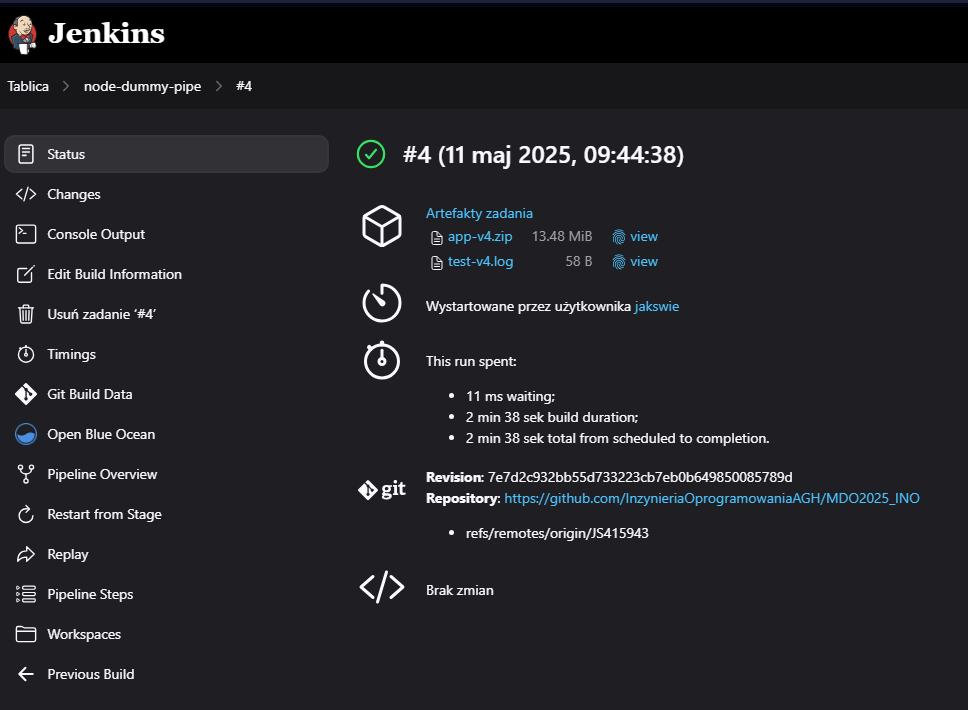 Jenkins
Tablica
node-dummy-pipe
#4
Status
Changes
Console Output
Edit Build Information
Usuń zadanie ‘#4’
Timings
Git Build Data
Open Blue Ocean
Pipeline Overview
Restart from Stage
Replay
Pipeline Steps
Workspaces
Previous Build
#4 (11 maj 2025, 09:44:38)
Artefakty zadania
app-v4.zip 13.48 MiB view
test-v4.log 58 B view
Wystartowane przez użytkownika jakswie
This run spent:
11 ms waiting;
2 min 38 sek build duration;
2 min 38 sek total from scheduled to completion.
git
Revision: 7e7d2c932bb55d733223cb7eb0b649850085789d
Repository: https://github.com/InzynieriaOprogramowaniaAGH/MDO2025_INO
refs/remotes/origin/JS415943
Brak zmian